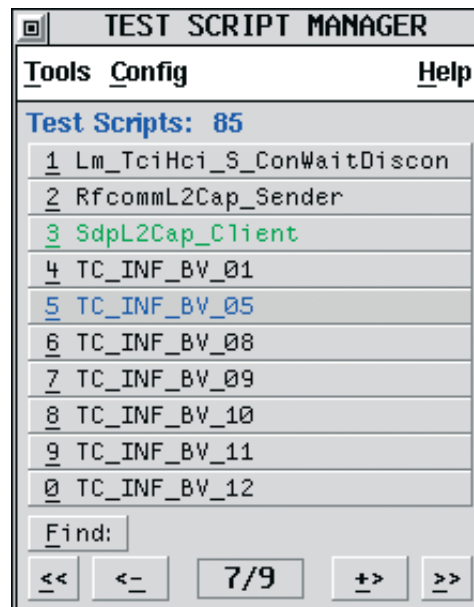 TEST SCRIPT MANAGER
Tools Config Help
Test Scripts: 85
1 Lm_TciHci_S_ConWaitDiscon
2 RfcommL2Cap_Sender
3 SdpL2Cap_Client
4 TC_INF_BV_01
5 TC_INF_BV_05
6 TC_INF_BV_08
7 TC_INF_BV_09
8 TC_INF_BV_10
9 TC_INF_BV_11
0 TC_INF_BV_12
Find:
<< <- 7/9 +> >>